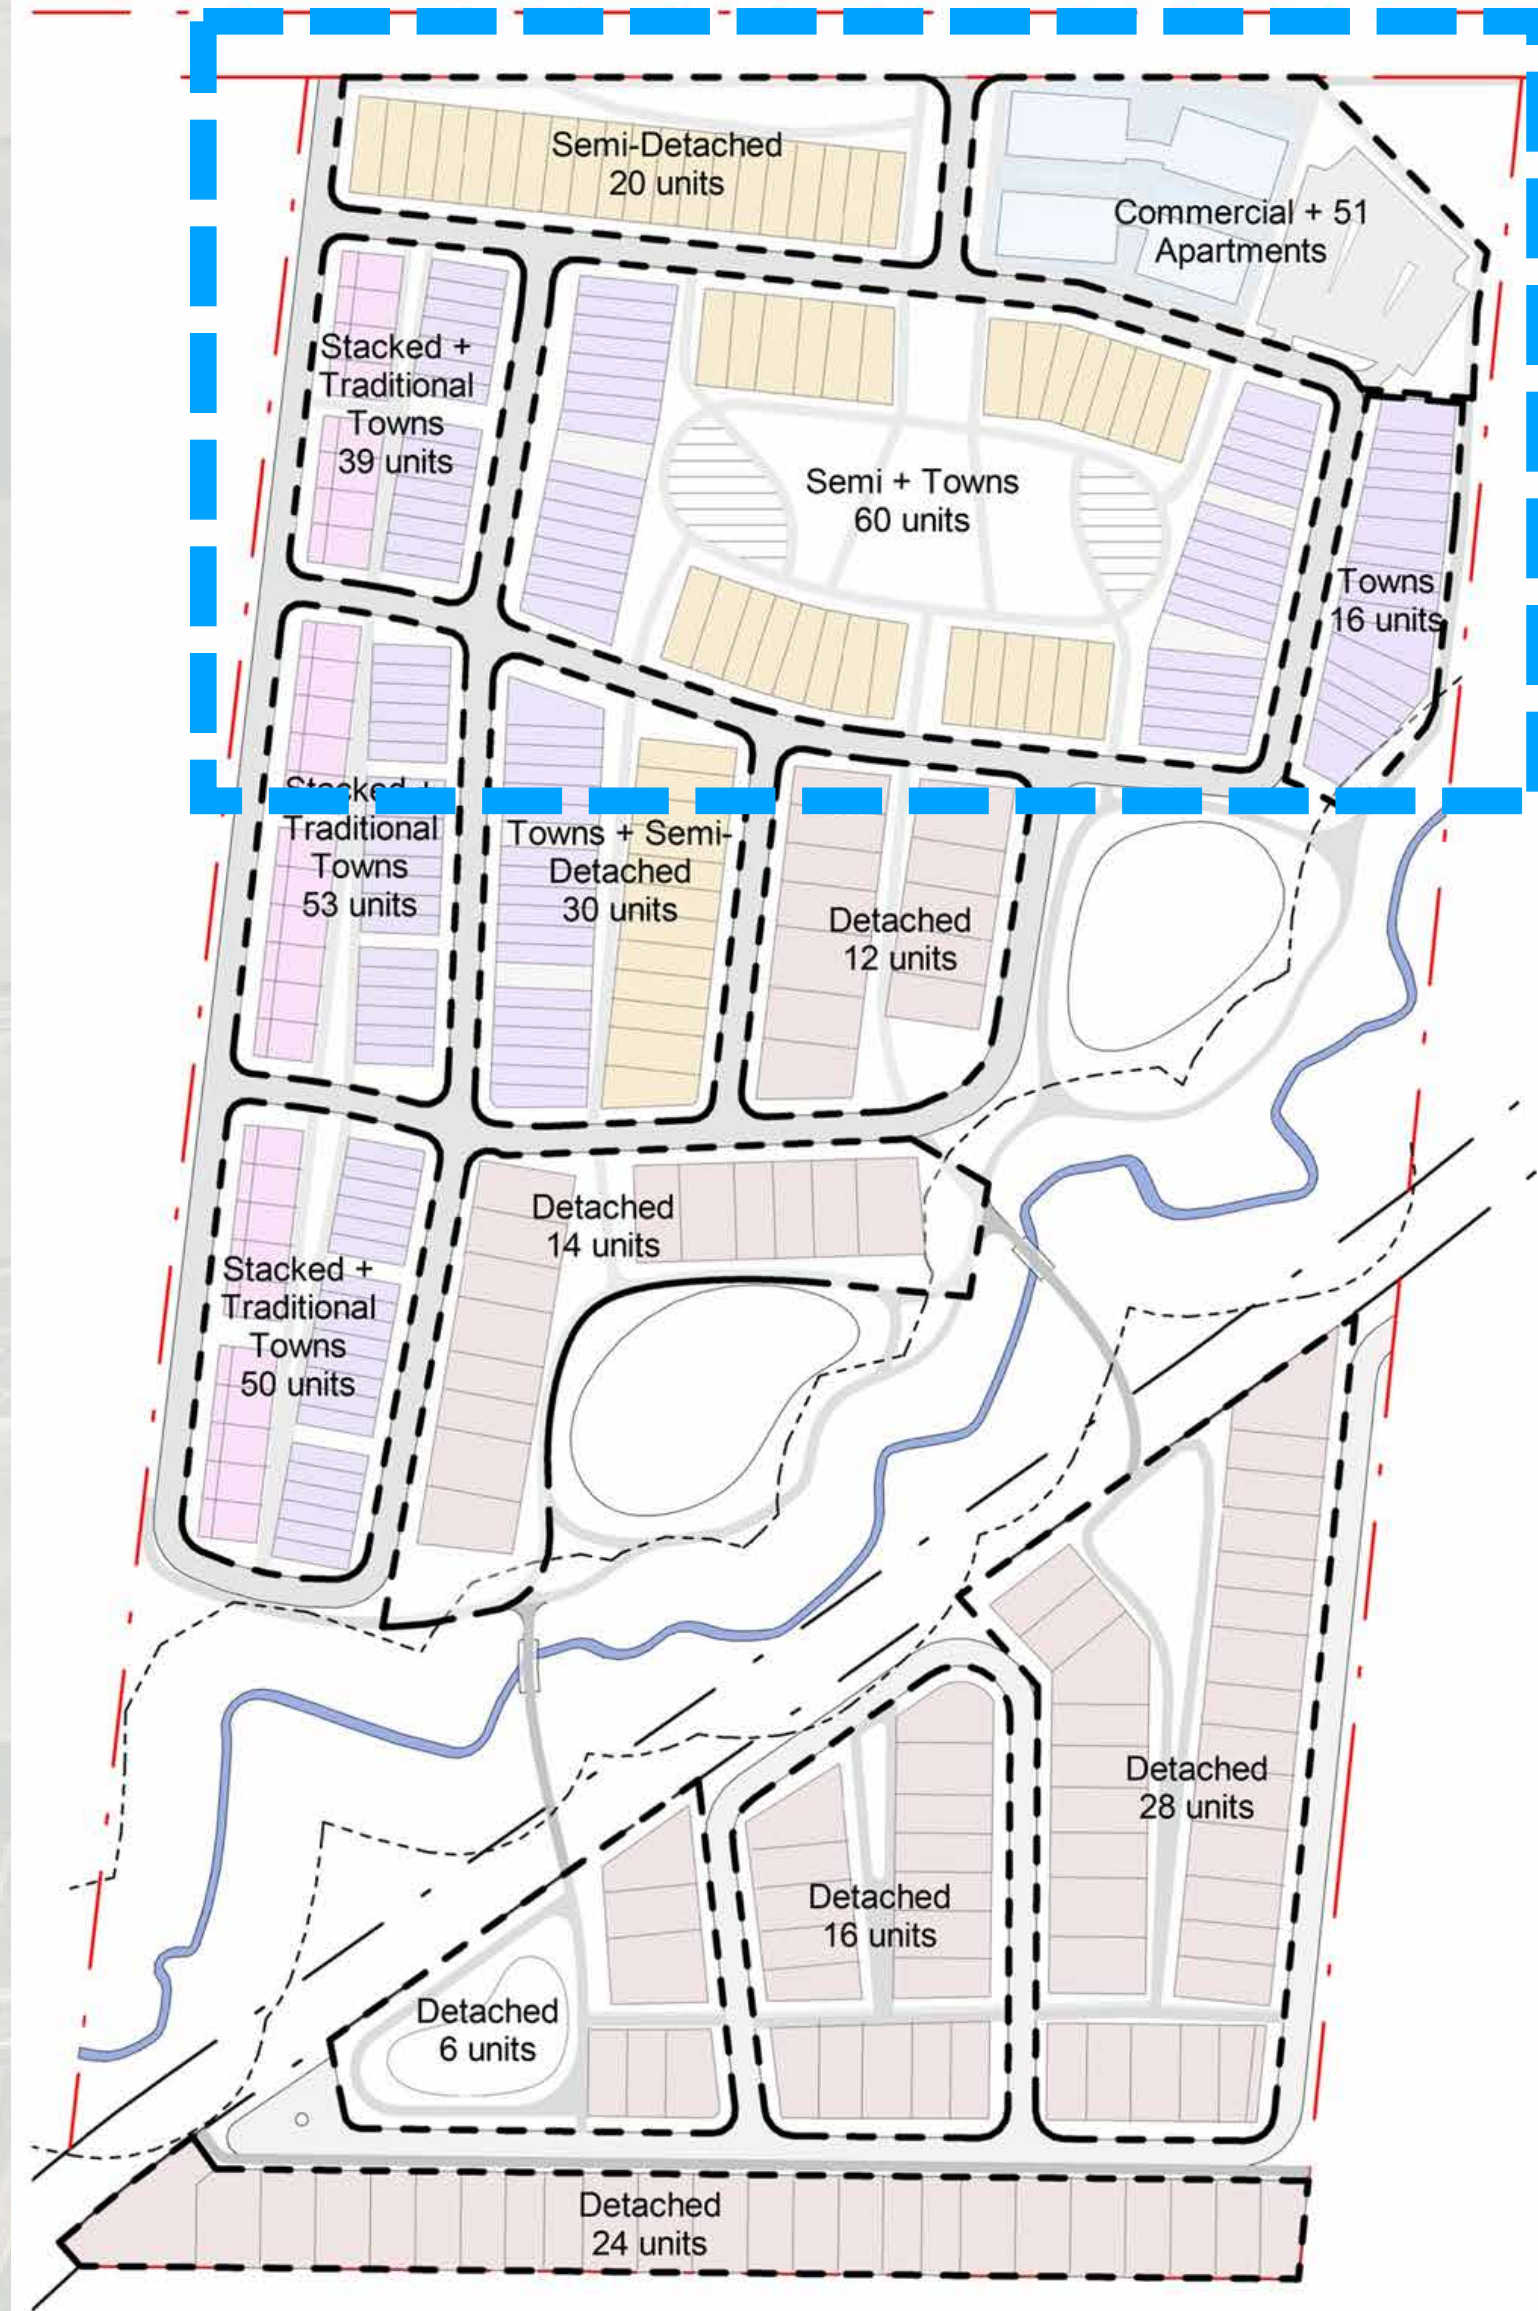 Semi-Detached
20 units
Commercial + 51
Apartments
Stacked +
Traditional
Towns
39 units
Semi + Towns
60 units
Towns
16 units
Stacked +
Traditional
Towns
53 units
Towns + Semi-
Detached
30 units
Detached
12 units
Detached
14 units
Stacked +
Traditional
Towns
50 units
Detached
28 units
Detached
16 units
Detached
6 units
Detached
24 units